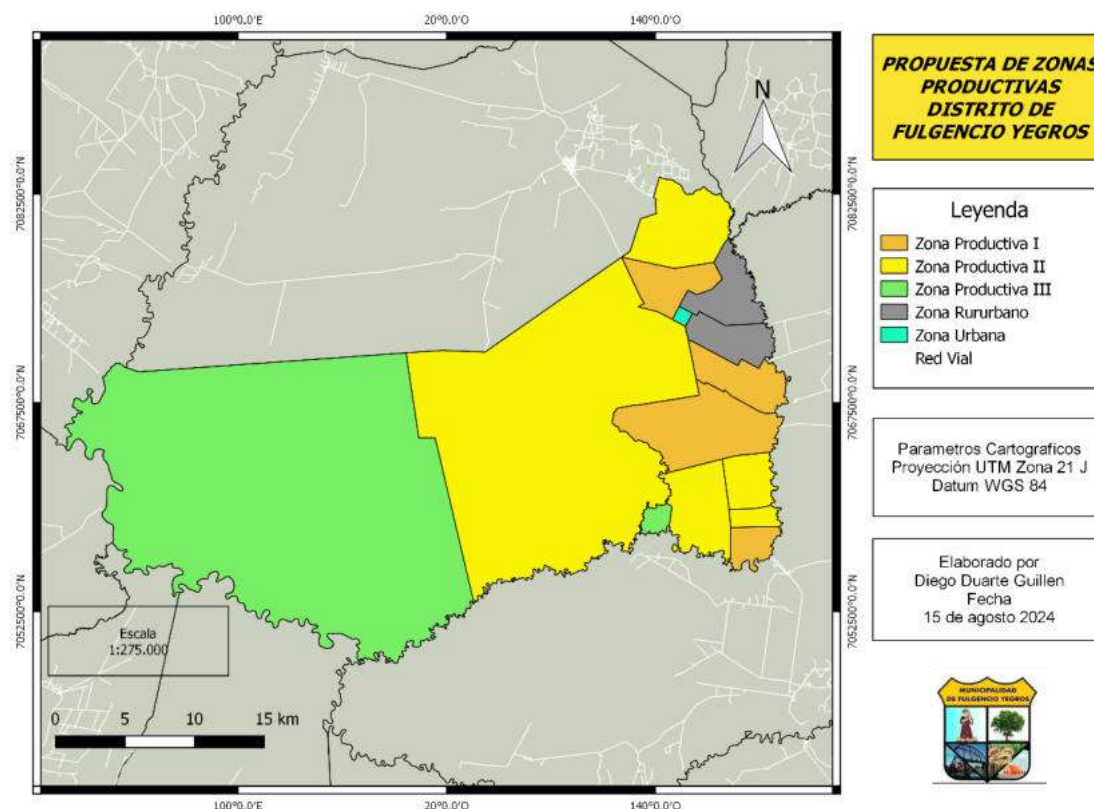 100°0.0'E 20°0.0'O 140°0.0'O
7082500°0.0'N
7067500°0.0'N
7052500°0.0'N
N
7082500°0.0'N
7067500°0.0'N
7052500°0.0'N
Escala
1:275.000
0 5 10 15 km
100°0.0'E 20°0.0'O 140°0.0'O
PROPUESTA DE ZONAS
PRODUCTIVAS
DISTRITO DE
FULGENCIO YEGROS
Leyenda
Zona Productiva I
Zona Productiva II
Zona Productiva III
Zona Rururbano
Zona Urbana
Red Vial
Parametros Cartograficos
Proyección UTM Zona 21 J
Datum WGS 84
Elaborado por
Diego Duarte Guillen
Fecha
15 de agosto 2024
MUNICIPALIDAD
DE FULGENCIO YEGROS